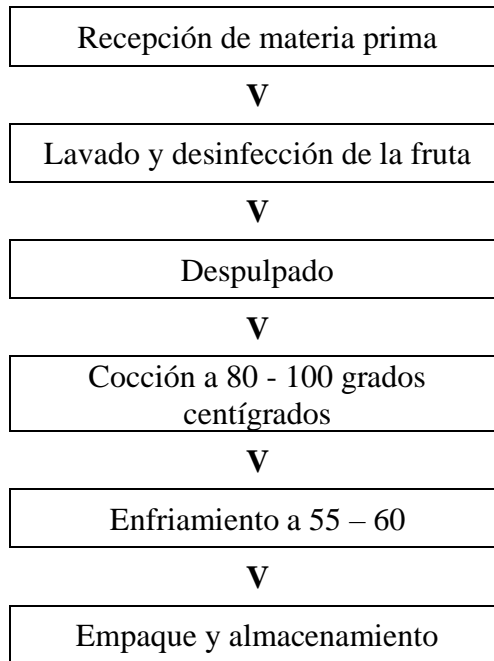 Recepción de materia prima
V
Lavado y desinfección de la fruta
V
Despulpado
V
Cocción a 80 - 100 grados
centígrados
V
Enfriamiento a 55 – 60
V
Empaque y almacenamiento